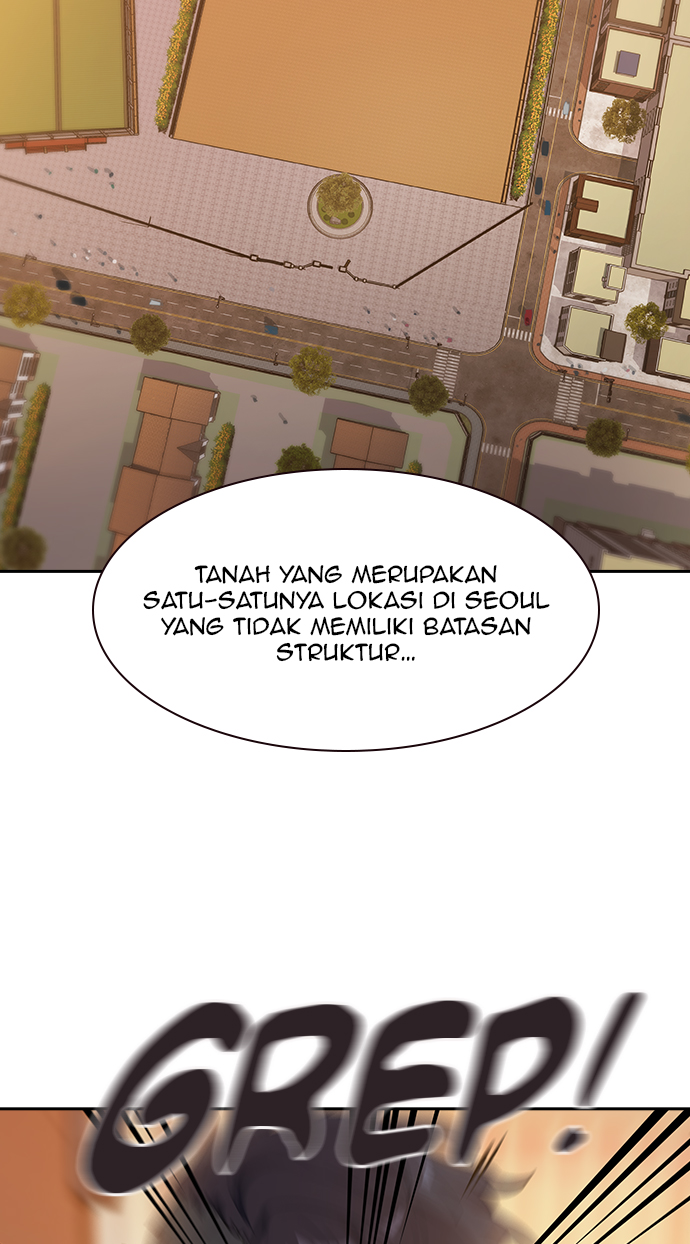 TANAH YANG MERUPAKAN
SATU-SATUNYA LOKASI DI SEOUL
YANG TIDAK MEMILIKI BATASAN
STRUKTUR...
GREP!